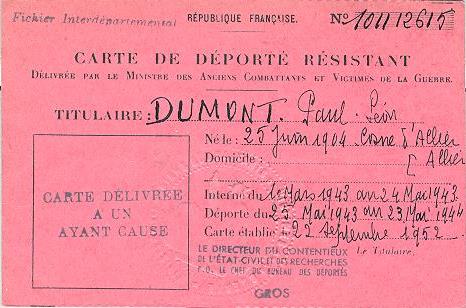 Fichier Interdépartemental
RÉPUBLIQUE FRANÇAISE. No 101112615
CARTE DE DÉPORTÉ RÉSISTANT
DÉLIVRÉE PAR LE MINISTRE DES ANCIENS COMBATTANTS ET VICTIMES DE LA GUERRE.
TITULAIRE : DUMONT. Paul-Léon
Né le : 25 Juin 1904 Cosne d'Allier
Domicile : [Allier
CARTE DÉLIVRÉE
A UN
AYANT CAUSE
Interné du 1 Mars 1943 au 24 Mai 1943.
Déporté du 25 Mai 1943 au 23 Mai 1944
Carte établie le 22 Septembre 1952
LE DIRECTEUR DU CONTENTIEUX Le Titulaire.
DE L'ÉTAT-CIVIL ET DES RECHERCHES
P.O. LE CHEF DU BUREAU DES DÉPORTÉS
GROS